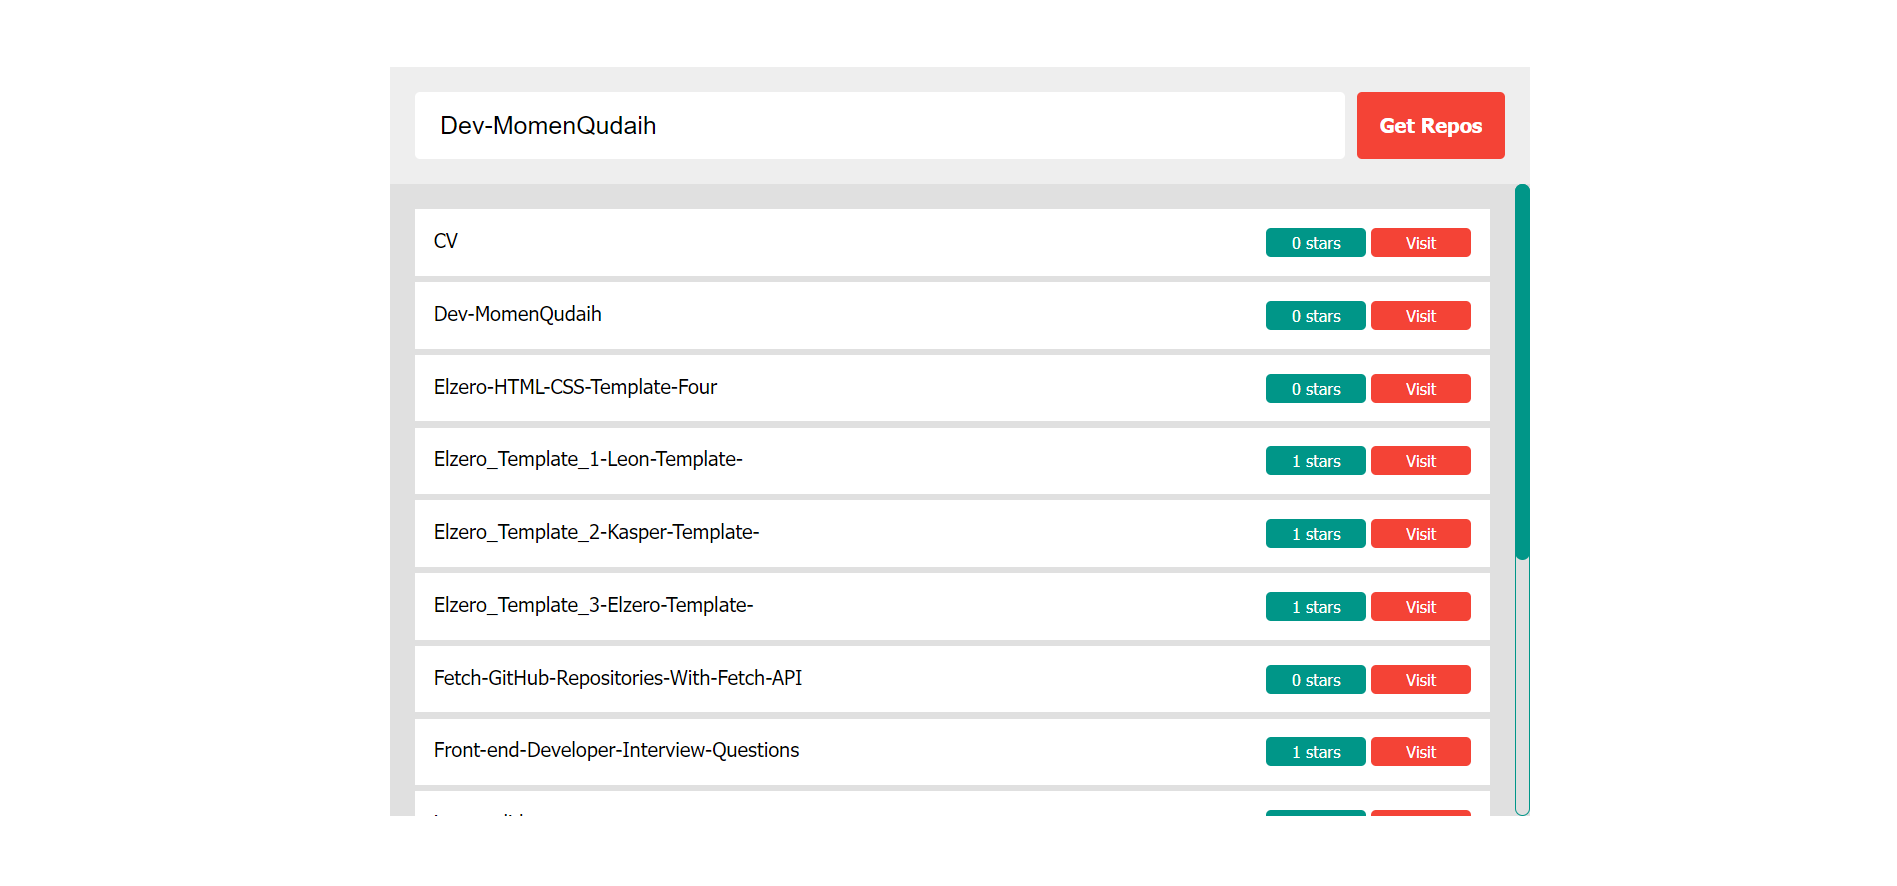 Dev-MomenQudaih Get Repos
CV 0 stars Visit
Dev-MomenQudaih 0 stars Visit
Elzero-HTML-CSS-Template-Four 0 stars Visit
Elzero_Template_1-Leon-Template- 1 stars Visit
Elzero_Template_2-Kasper-Template- 1 stars Visit
Elzero_Template_3-Elzero-Template- 1 stars Visit
Fetch-GitHub-Repositories-With-Fetch-API 0 stars Visit
Front-end-Developer-Interview-Questions 1 stars Visit